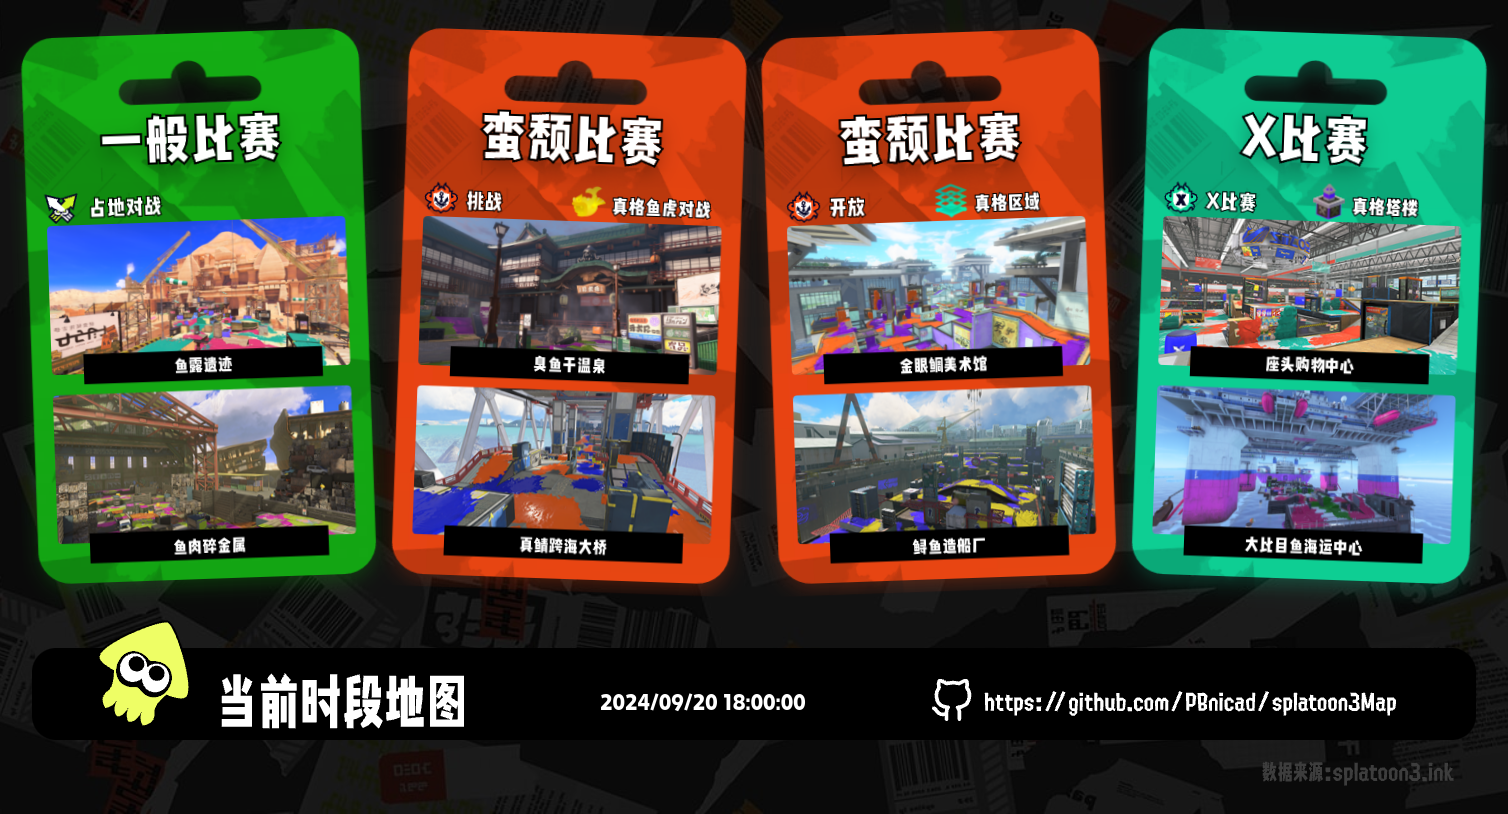 一般比赛
占地对战
鱼露遗迹
鱼肉碎金属
蛮颓比赛
挑战
真格鱼虎对战
臭鱼干温泉
真鲭跨海大桥
蛮颓比赛
开放
真格区域
金眼鲷美术馆
鲟鱼造船厂
X比赛
X比赛
真格塔楼
座头购物中心
大比目鱼海运中心
当前时段地图
2024/09/20 18:00:00
https://github.com/PBnicad/splatoon3Map
数据来源:splatoon3.ink